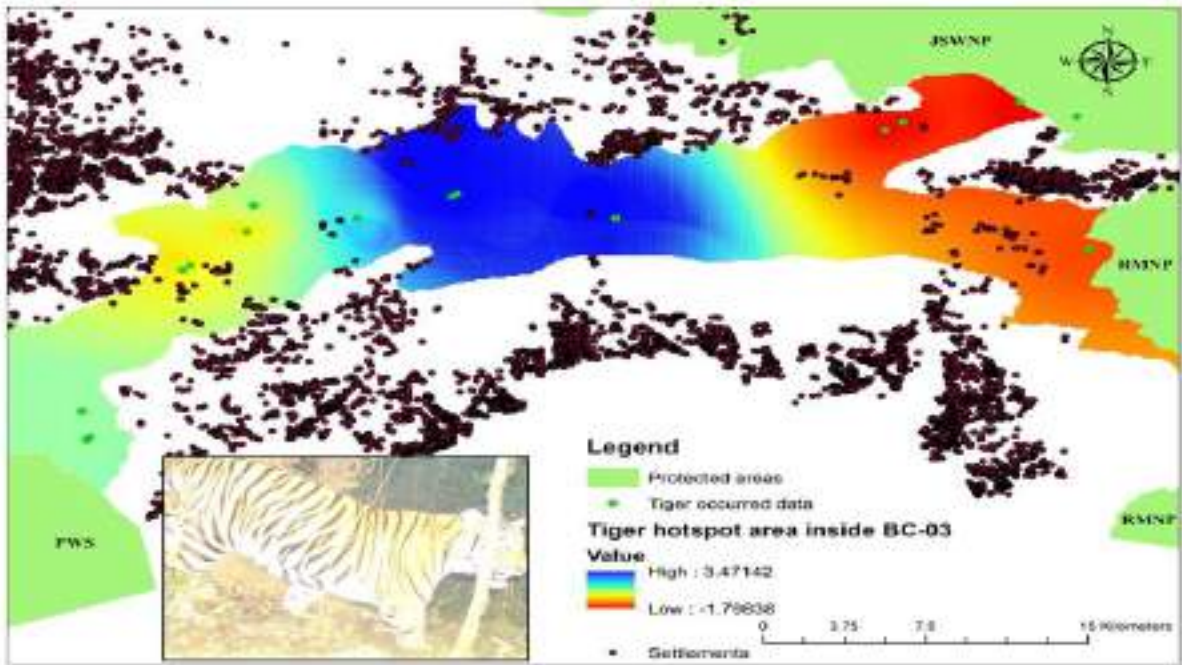 JSWNP
N
W
S
RMNP
Legend
Protected areas
Tiger occurred data
Tiger hotspot area inside BC-03
Value
High : 3.47142
Low : -1.79838
RMNP
PWS
0 3.75 7.5 15 Kilometers
Settlements